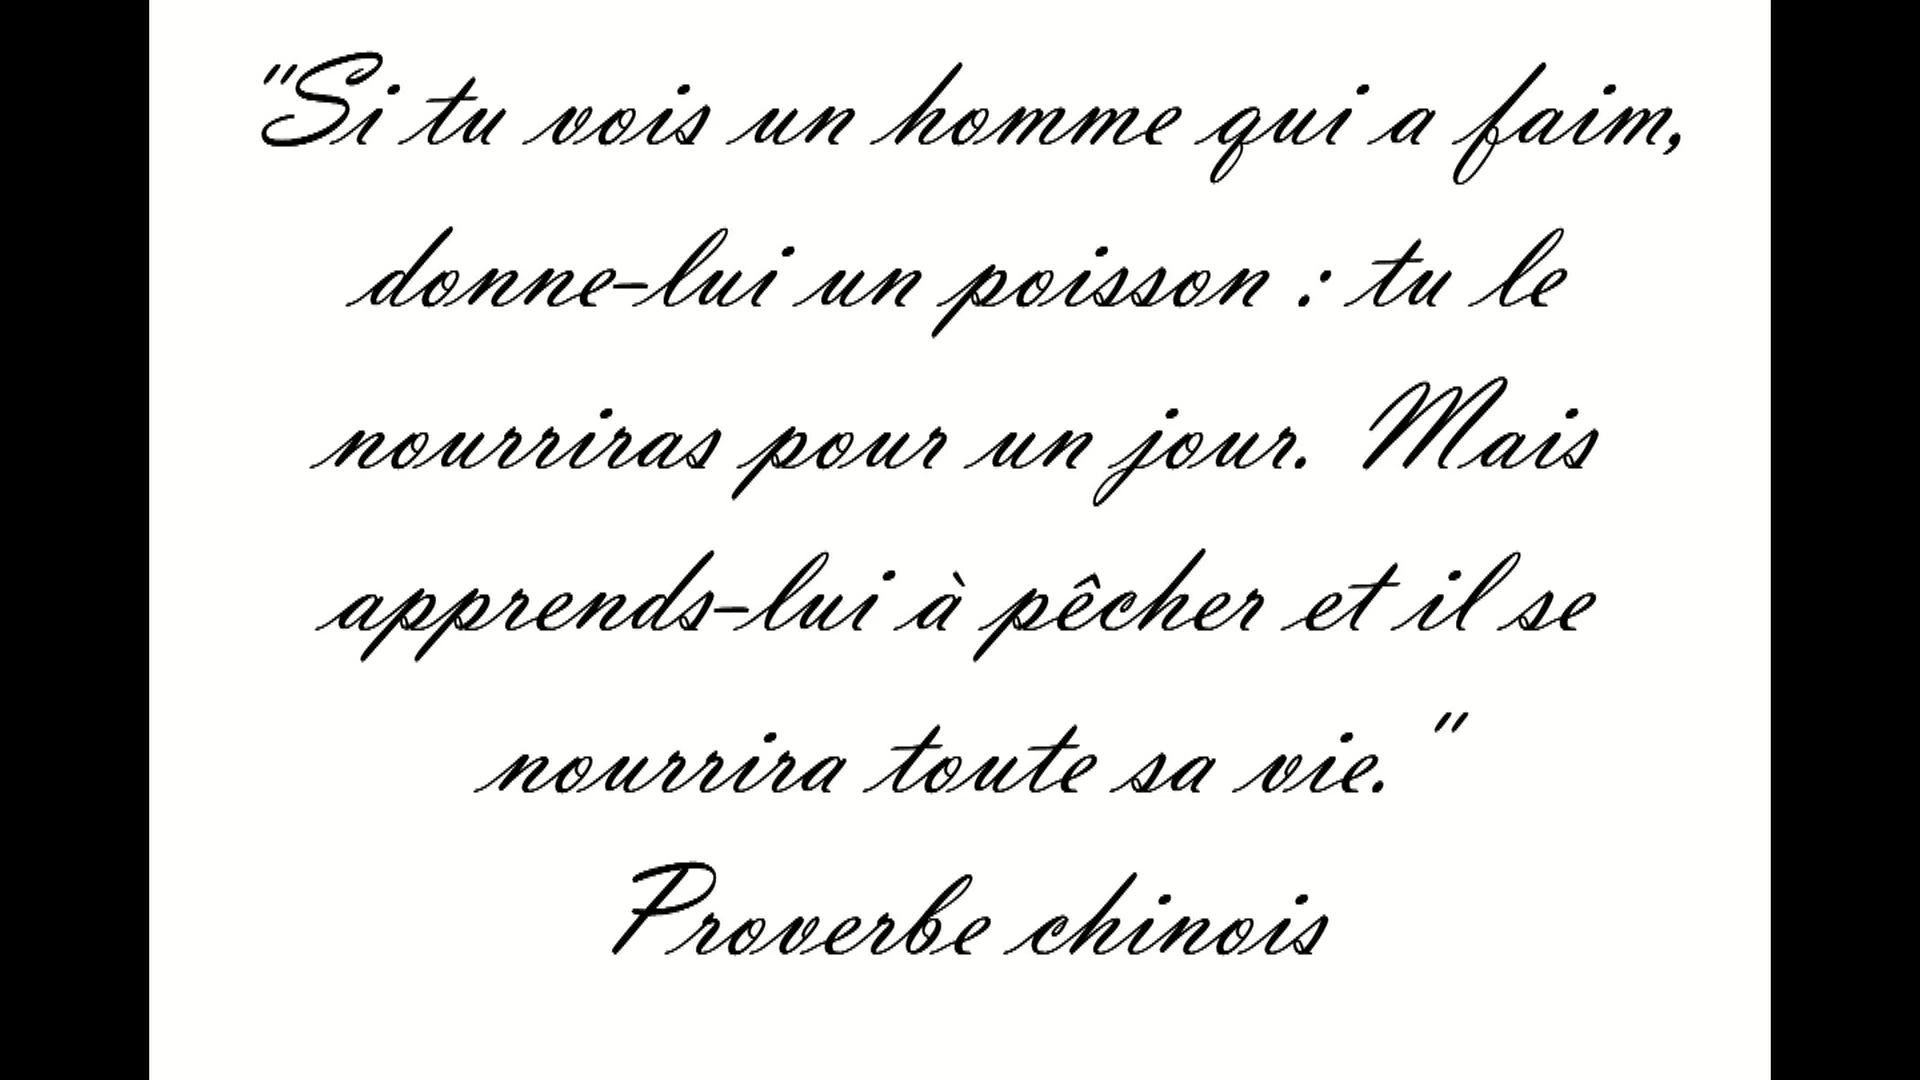 "Si tu vois un homme qui a faim,
donne-lui un poisson : tu le
nourriras pour un jour. Mais
apprends-lui à pêcher et il se
nourrira toute sa vie."
Proverbe chinois